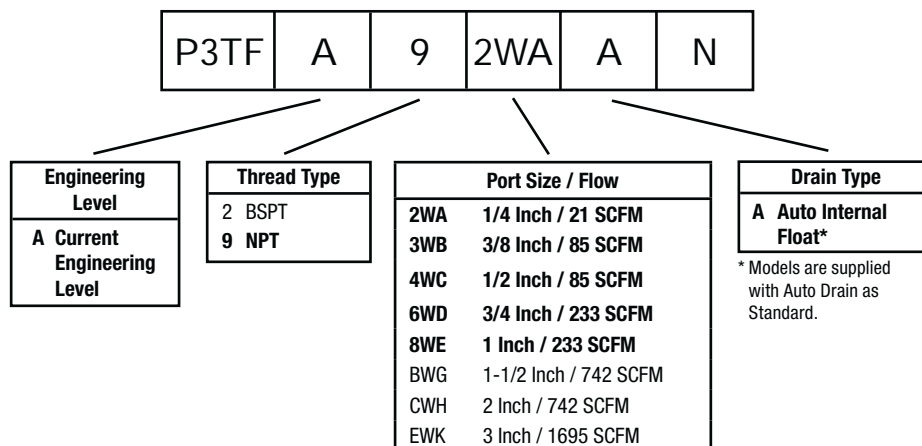 P3TF A 9 2WA A N
Engineering
Level
A Current
Engineering
Level
Thread Type
2 BSPT
9 NPT
Port Size / Flow
2WA 1/4 Inch / 21 SCFM
3WB 3/8 Inch / 85 SCFM
4WC 1/2 Inch / 85 SCFM
6WD 3/4 Inch / 233 SCFM
8WE 1 Inch / 233 SCFM
BWG 1-1/2 Inch / 742 SCFM
CWH 2 Inch / 742 SCFM
EWK 3 Inch / 1695 SCFM
Drain Type
A Auto Internal
Float*
* Models are supplied
with Auto Drain as
Standard.